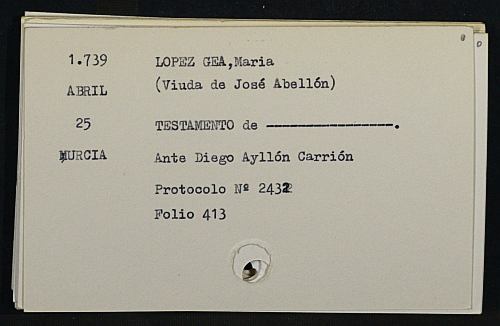 1.739 LOPEZ GEA,Maria
ABRIL (Viuda de José Abellón)
25 TESTAMENTO de ----------------.
MURCIA Ante Diego Ayllón Carrión
Protocolo Nº 2432
Folio 413